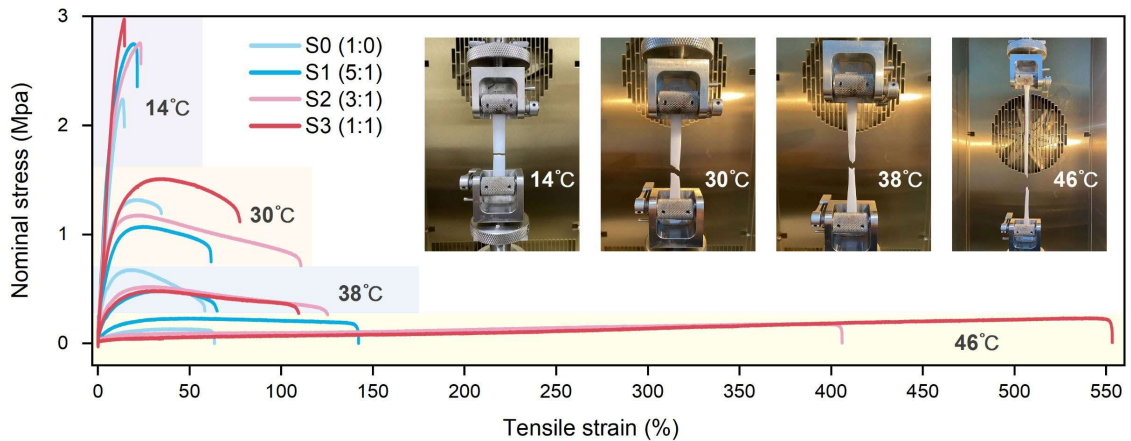 Nominal stress (Mpa)
3
2
1
0
S0 (1:0)
S1 (5:1)
S2 (3:1)
S3 (1:1)
14°C
30°C
38°C
46°C
14°C
30°C
38°C
46°C
0
50
100
150
200
250
300
350
400
450
500
550
Tensile strain (%)